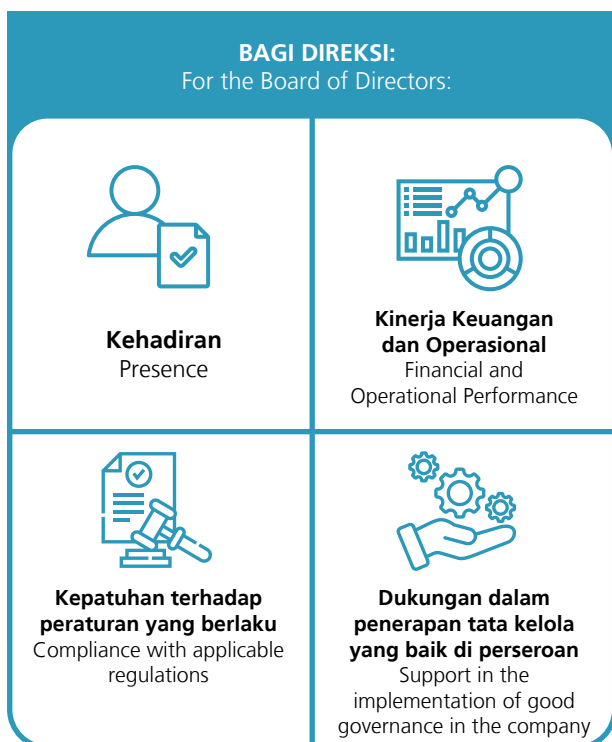 BAGI DIREKSI:
For the Board of Directors:
Kehadiran
Presence
Kinerja Keuangan
dan Operasional
Financial and
Operational Performance
Kepatuhan terhadap
peraturan yang berlaku
Compliance with applicable
regulations
Dukungan dalam
penerapan tata kelola
yang baik di perseroan
Support in the
implementation of good
governance in the company